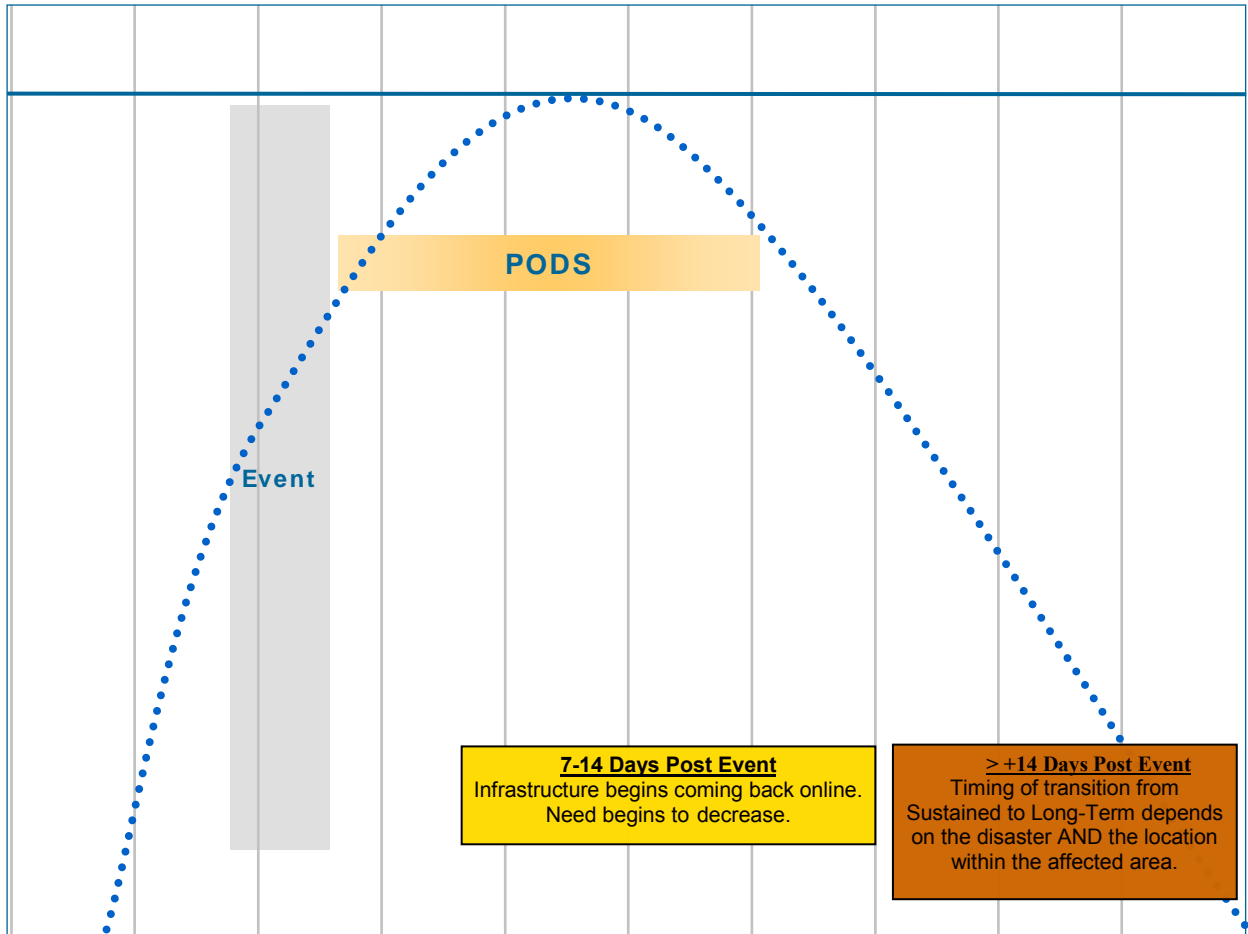 PODS
Event
7-14 Days Post Event
Infrastructure begins coming back online.
Need begins to decrease.
> +14 Days Post Event
Timing of transition from
Sustained to Long-Term depends
on the disaster AND the location
within the affected area.